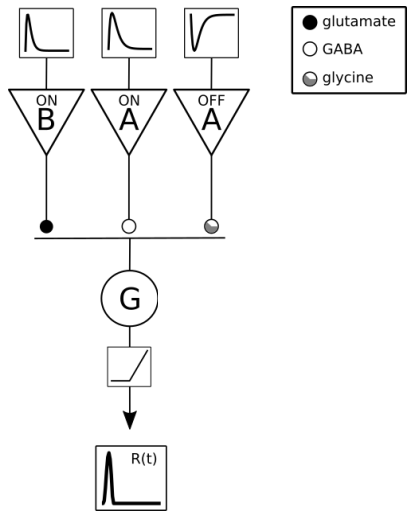 glutamate
GABA
glycine
ON ON OFF
B A A
G
R(t)